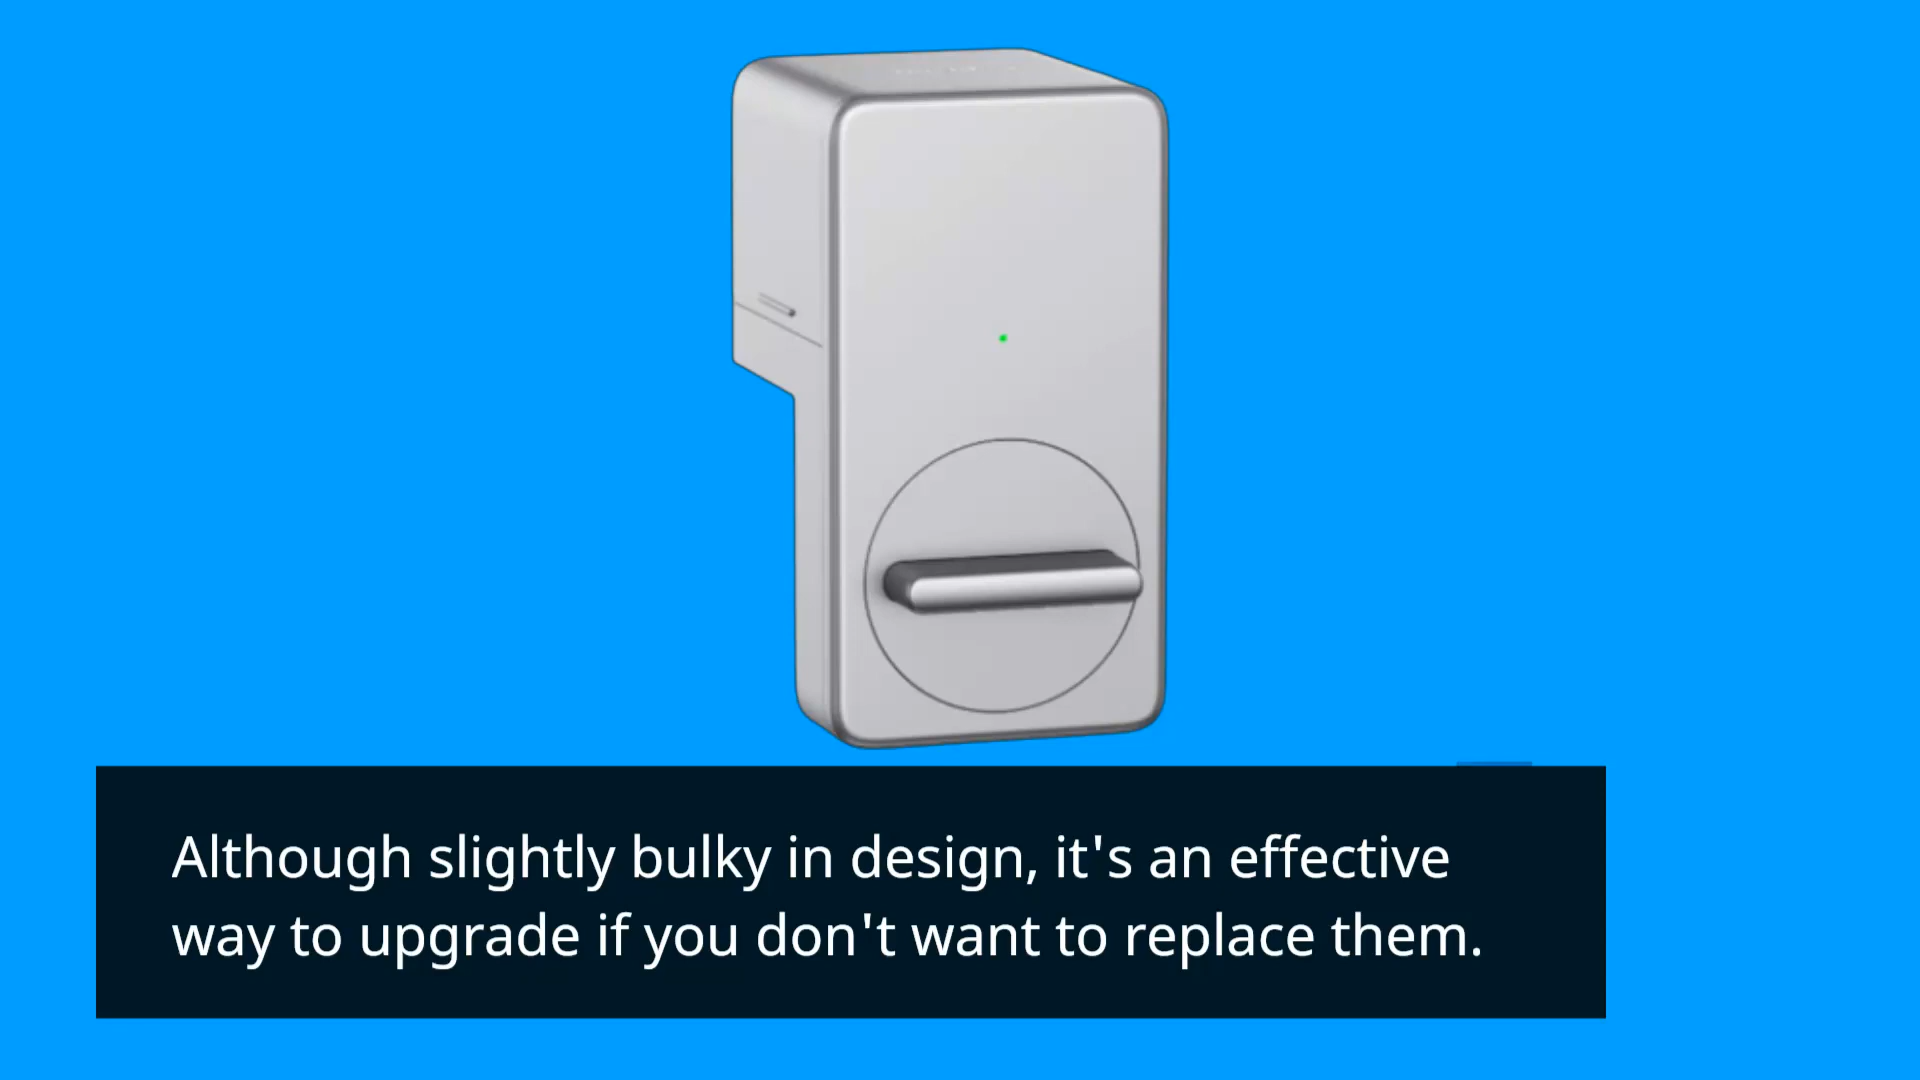 Although slightly bulky in design, it's an effective
way to upgrade if you don't want to replace them.